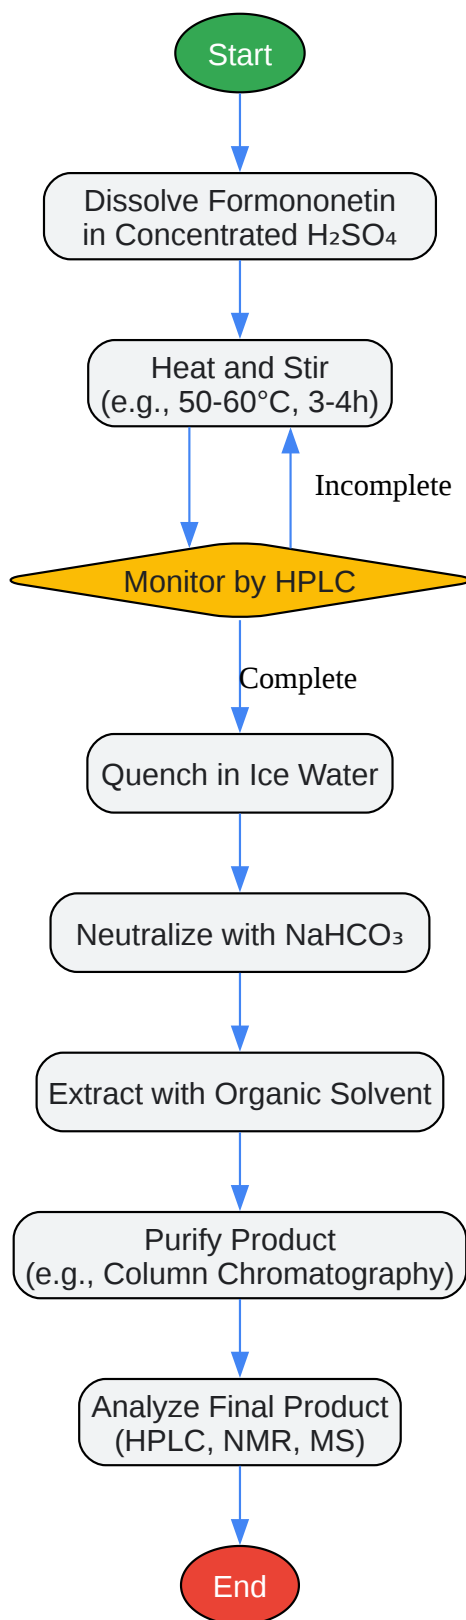 Start
Dissolve Formononetin
in Concentrated H₂SO₄
Heat and Stir
(e.g., 50-60°C, 3-4h)
Incomplete
Monitor by HPLC
Complete
Quench in Ice Water
Neutralize with NaHCO₃
Extract with Organic Solvent
Purify Product
(e.g., Column Chromatography)
Analyze Final Product
(HPLC, NMR, MS)
End